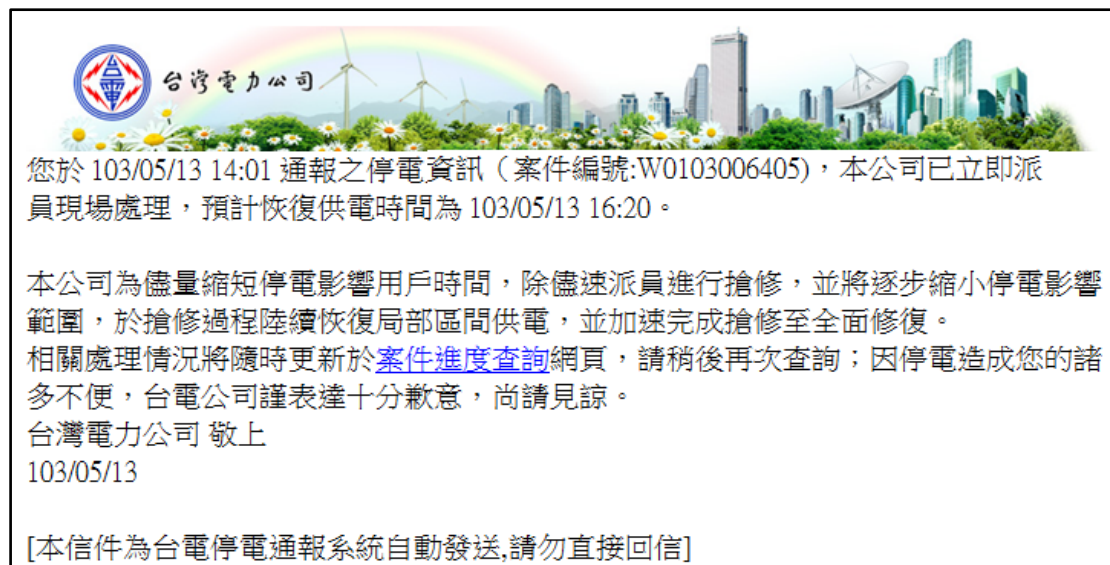 台灣電力公司
您於 103/05/13 14:01 通報之停電資訊（案件編號:W0103006405)，本公司已立即派
員現場處理，預計恢復供電時間為 103/05/13 16:20。
本公司為儘量縮短停電影響用戶時間，除儘速派員進行搶修，並將逐步縮小停電影響
範圍，於搶修過程陸續恢復局部區間供電，並加速完成搶修至全面修復。
相關處理情況將隨時更新於案件進度查詢網頁，請稍後再次查詢；因停電造成您的諸
多不便，台電公司謹表達十分歉意，尚請見諒。
台灣電力公司 敬上
103/05/13
[本信件為台電停電通報系統自動發送,請勿直接回信]